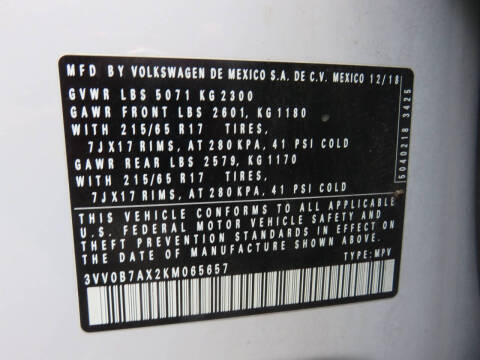 MFD BY VOLKSWAGEN DE MEXICO S.A. DE C.V. MEXICO 12/18
GVWR LBS 5071 KG 2300
GAWR FRONT LBS 2601, KG 1180
WITH 215/65 R17 TIRES,
7JX17 RIMS, AT 280 KPA, 41 PSI COLD
GAWR REAR LBS 2579, KG 1170
WITH 215/65 R17 TIRES,
7JX17 RIMS, AT 280 KPA, 41 PSI COLD
THIS VEHICLE CONFORMS TO ALL APPLICABLE
U.S. FEDERAL MOTOR VEHICLE SAFETY AND
THEFT PREVENTION STANDARDS IN EFFECT ON
THE DATE OF MANUFACTURE SHOWN ABOVE.
3VV0B7AX2KM065657 TYPE: MPV
5040218 3425